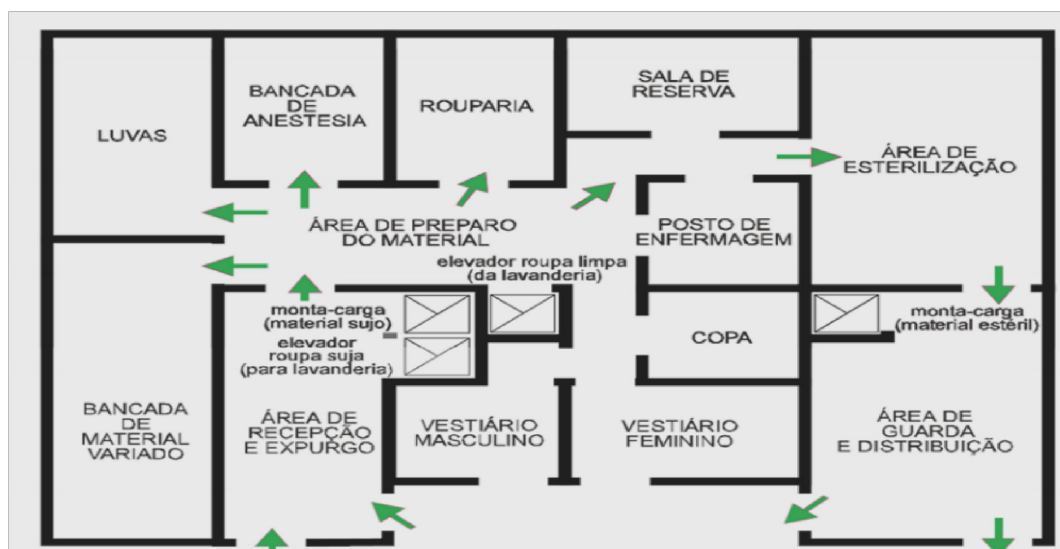 LUVAS
BANCADA
DE
ANESTESIA
ROUPARIA
SALA DE
RESERVA
ÁREA DE
ESTERILIZAÇÃO
ÁREA DE PREPARO
DO MATERIAL
POSTO DE
ENFERMAGEM
elevador roupa limpa
(da lavanderia)
monta-carga
(material sujo)
elevador
roupa suja
(para lavanderia)
COPA
monta-carga
(material estéril)
BANCADA
DE
MATERIAL
VARIADO
ÁREA DE
RECEPÇÃO
E EXPURGO
VESTIÁRIO
MASCULINO
VESTIÁRIO
FEMININO
ÁREA DE
GUARDA
E DISTRIBUIÇÃO